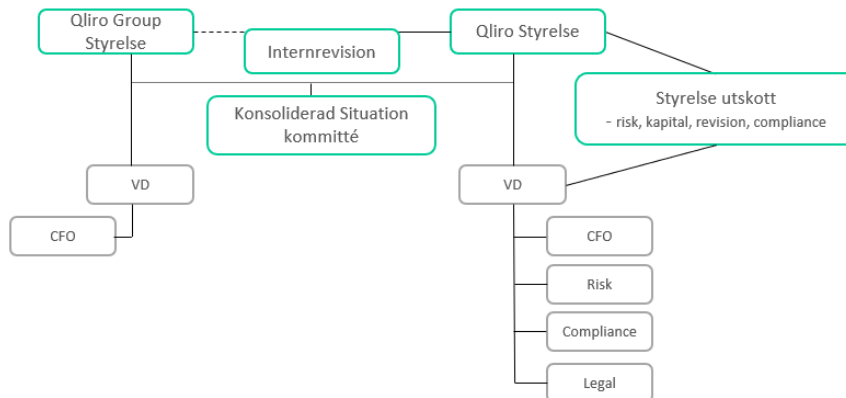 Qliro Group
Styrelse
Internrevision
Qliro Styrelse
Konsoliderad Situation
kommitté
Styrelse utskott
- risk, kapital, revision, compliance
VD
VD
CFO
CFO
Risk
Compliance
Legal